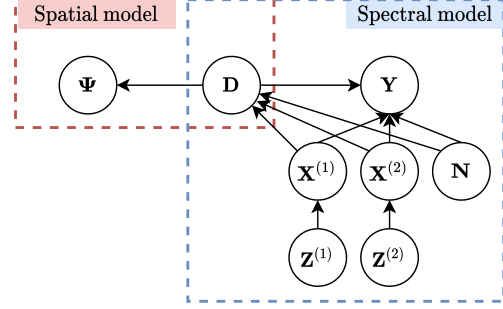 Spatial model Spectral model
Ψ D Y
X^(1) X^(2) N
Z^(1) Z^(2)